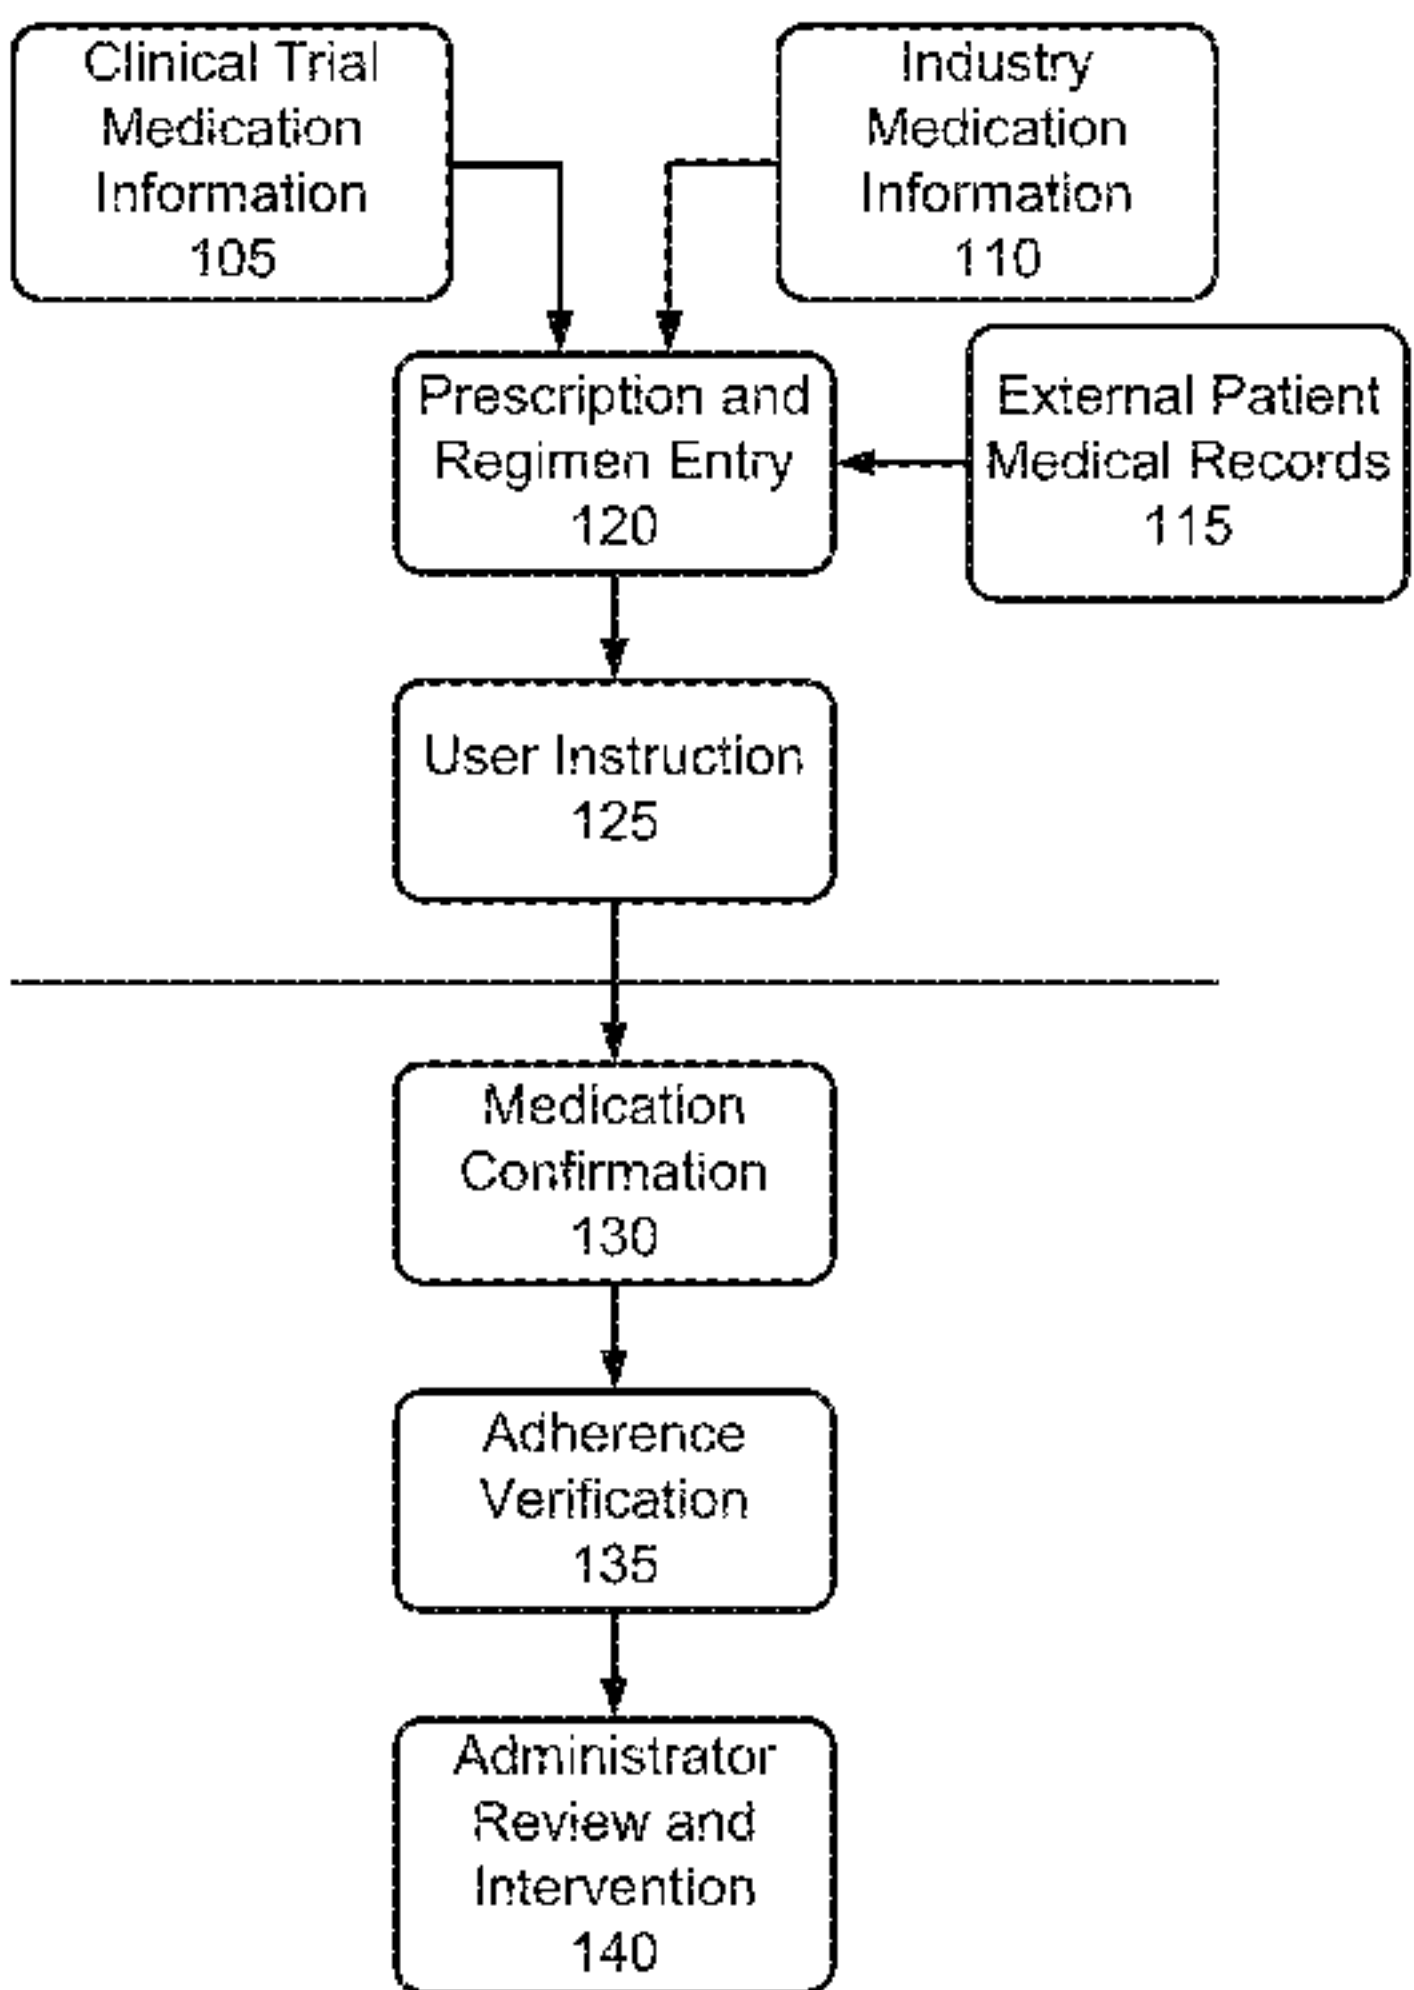 Clinical Trial
Medication
Information
105
Industry
Medication
Information
110
Prescription and
Regimen Entry
120
External Patient
Medical Records
115
User Instruction
125
Medication
Confirmation
130
Adherence
Verification
135
Administrator
Review and
Intervention
140